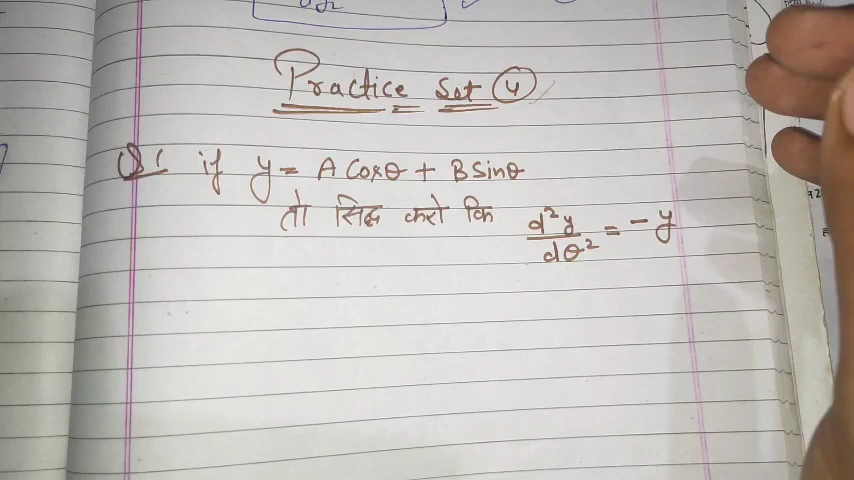 Practice Set 4
Q1 if y = A Cosθ + B Sinθ
तो सिद्ध करो कि d²y/dθ² = -y